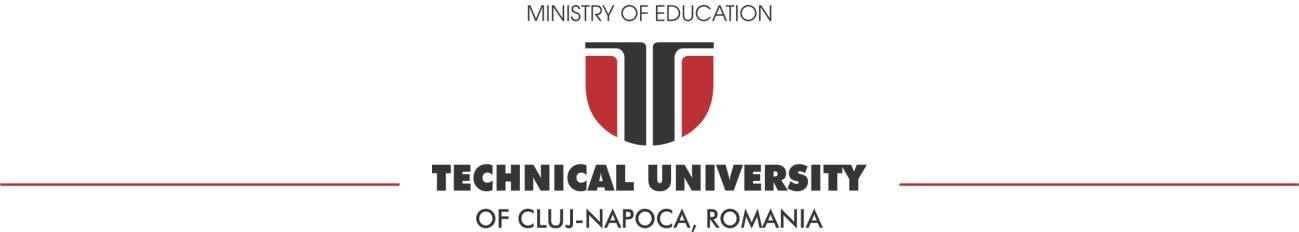 MINISTRY OF EDUCATION
TECHNICAL UNIVERSITY
OF CLUJ-NAPOCA, ROMANIA